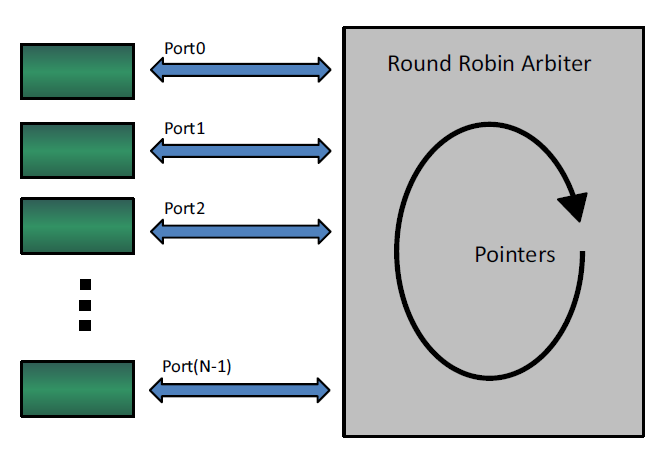 Port0
Round Robin Arbiter
Port1
Port2
Pointers
Port(N-1)